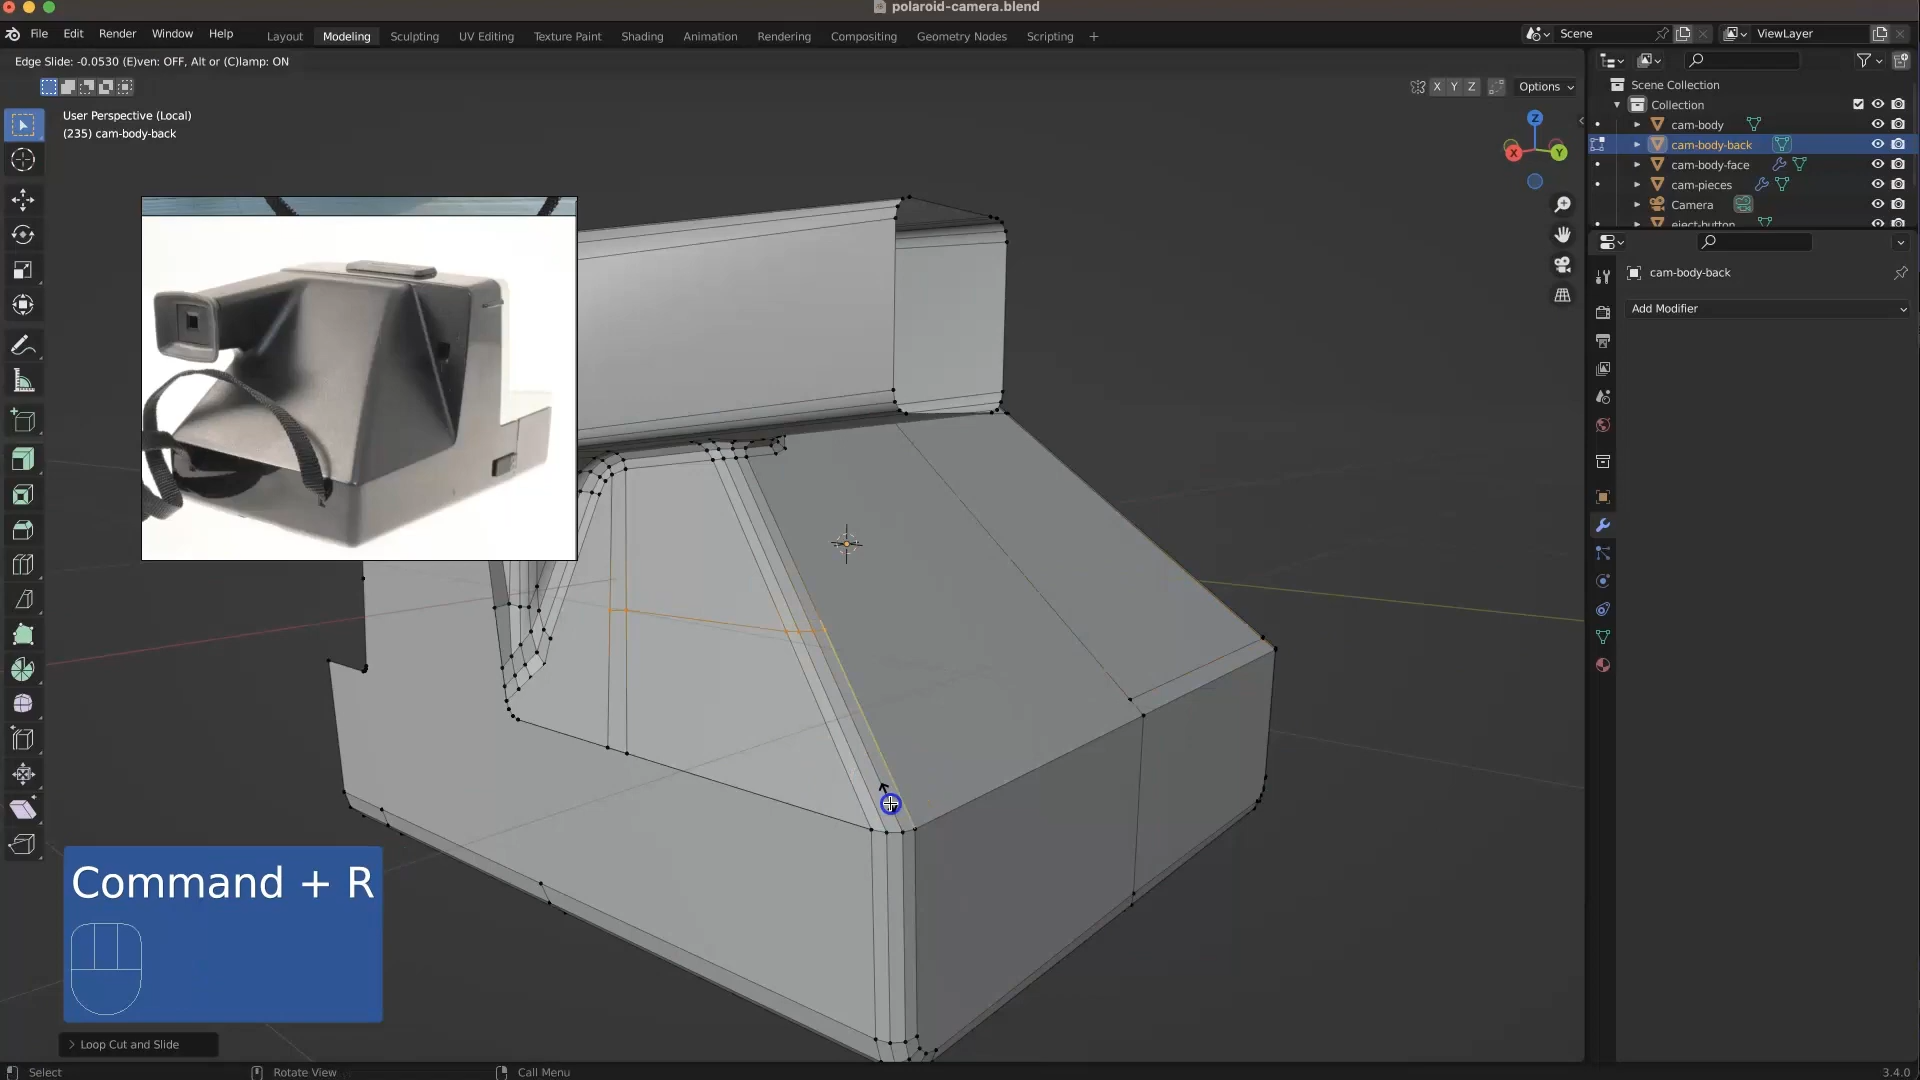 polaroid-camera.blend
File Edit Render Window Help Layout Modeling Sculpting UV Editing Texture Paint Shading Animation Rendering Compositing Geometry Nodes Scripting + Scene ViewLayer
Edge Slide: -0.0530 (E)ven: OFF, Alt or (C)lamp: ON
X Y Z Options
User Perspective (Local)
(235) cam-body-back
Z
X Y
Scene Collection
Collection
cam-body
cam-body-back
cam-body-face
cam-pieces
Camera
eject-button
cam-body-back
Add Modifier
Command + R
Loop Cut and Slide
Select Rotate View Call Menu 3.4.0